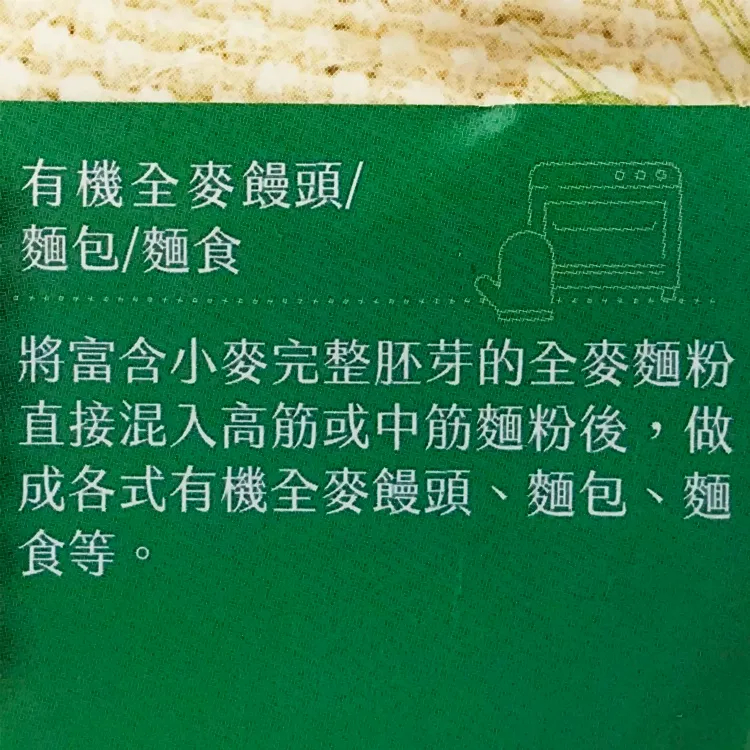 有機全麥饅頭/
麵包/麵食
將富含小麥完整胚芽的全麥麵粉
直接混入高筋或中筋麵粉後，做
成各式有機全麥饅頭、麵包、麵
食等。